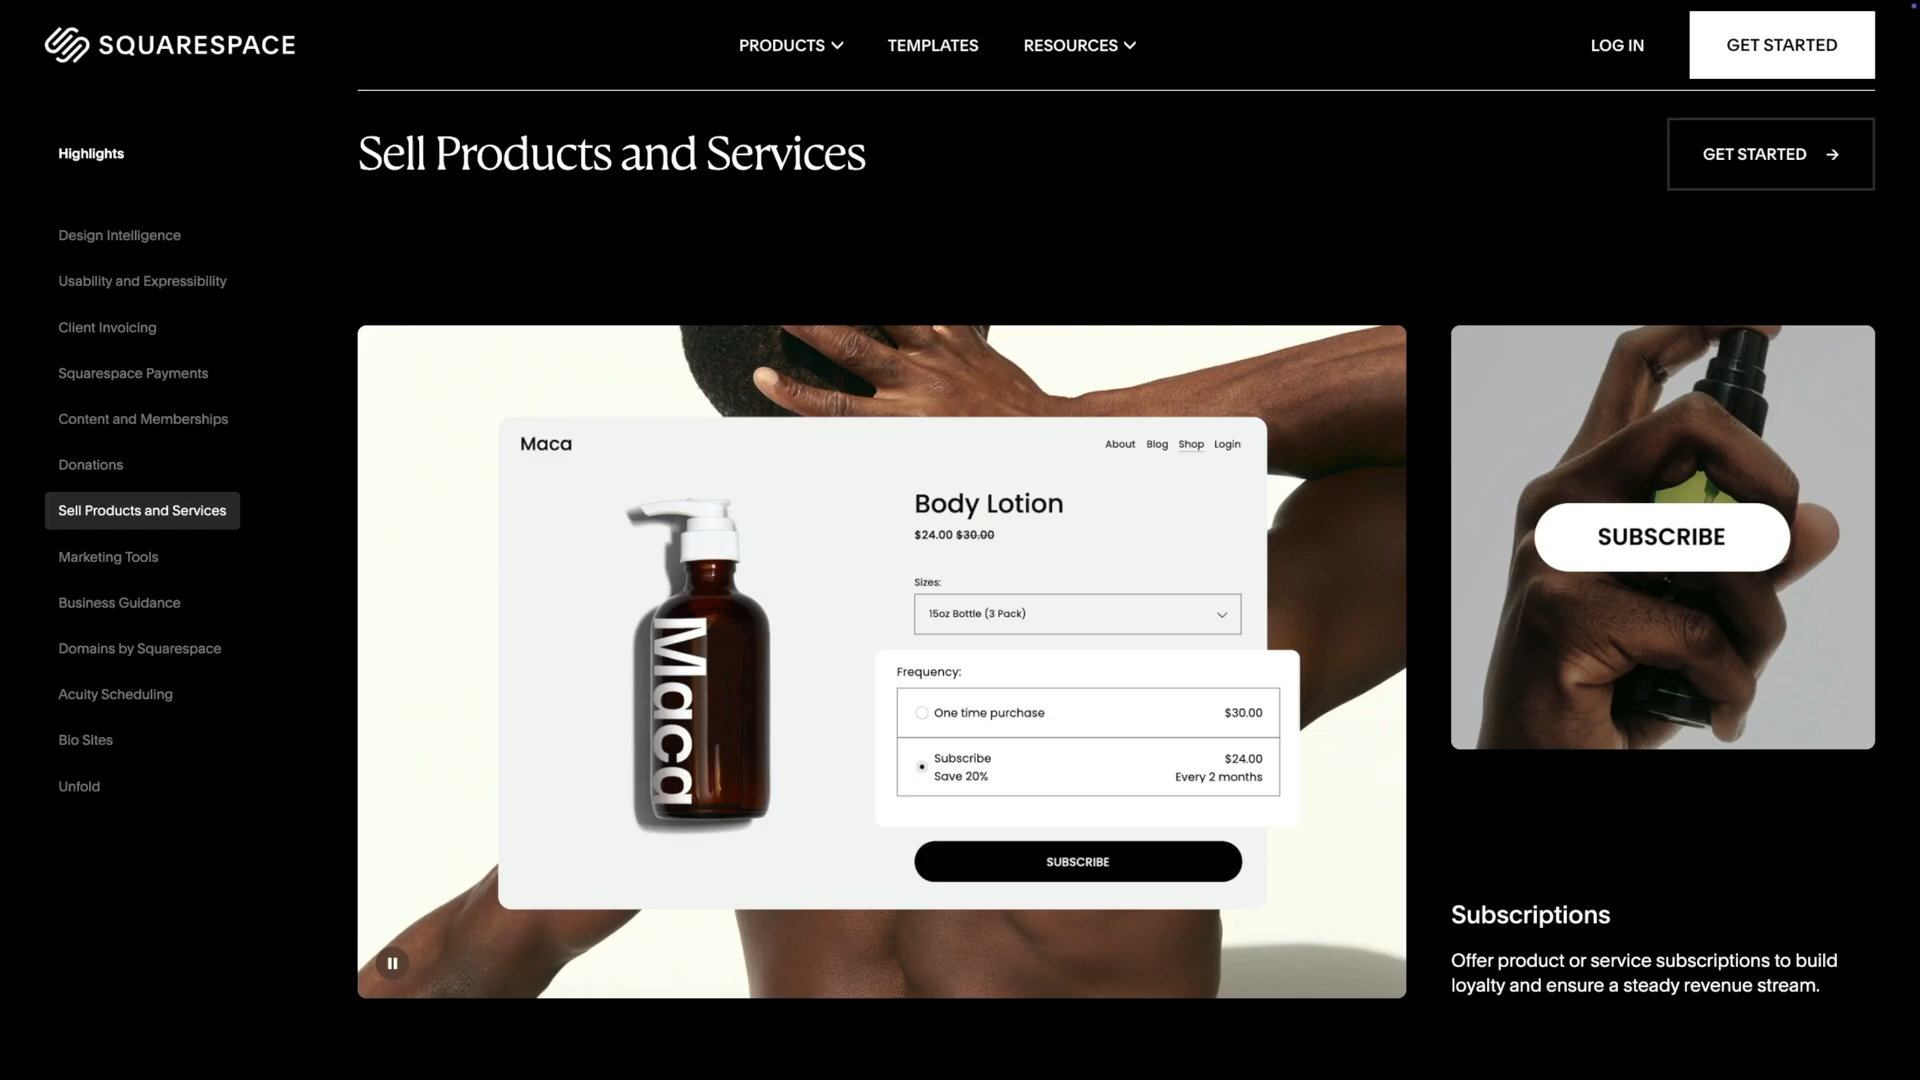 SQUARESPACE
PRODUCTS
TEMPLATES
RESOURCES
LOG IN
GET STARTED
Highlights
Design Intelligence
Usability and Expressibility
Client Invoicing
Squarespace Payments
Content and Memberships
Donations
Sell Products and Services
Marketing Tools
Business Guidance
Domains by Squarespace
Acuity Scheduling
Bio Sites
Unfold
Sell Products and Services
GET STARTED →
Maca
About Blog Shop Login
Maca
Body Lotion
$24.00 $30.00
Sizes:
15oz Bottle (3 Pack)
Frequency:
One time purchase $30.00
Subscribe $24.00
Save 20% Every 2 months
SUBSCRIBE
SUBSCRIBE
Subscriptions
Offer product or service subscriptions to build
loyalty and ensure a steady revenue stream.